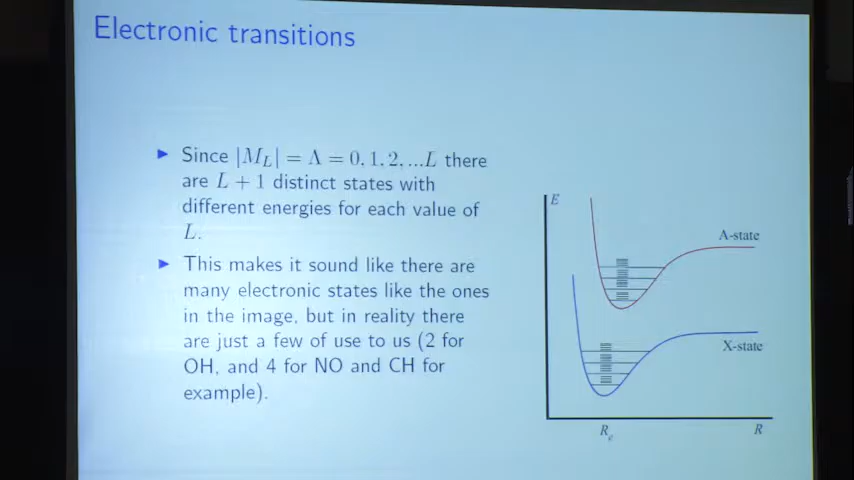 Electronic transitions
► Since |M_L| = Λ = 0, 1, 2, ...L there
are L + 1 distinct states with
different energies for each value of
L.
► This makes it sound like there are
many electronic states like the ones
in the image, but in reality there
are just a few of use to us (2 for
OH, and 4 for NO and CH for
example).
E
A-state
X-state
R_e
R